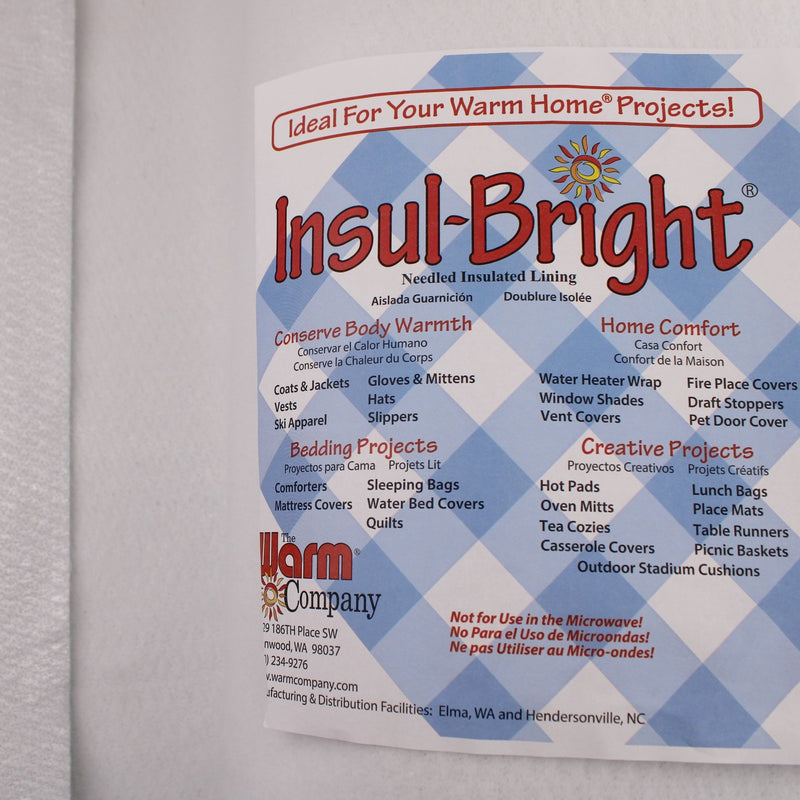 Ideal For Your Warm Home® Projects!
Insul-Bright®
Needled Insulated Lining
Aislada Guarnición Doublure Isolée
Conserve Body Warmth
Conservar el Calor Humano
Conserve la Chaleur du Corps
Coats & Jackets Gloves & Mittens
Vests Hats
Ski Apparel Slippers
Home Comfort
Casa Confort
Confort de la Maison
Water Heater Wrap Fire Place Covers
Window Shades Draft Stoppers
Vent Covers Pet Door Cover
Bedding Projects
Proyectos para Cama Projets Lit
Comforters Sleeping Bags
Mattress Covers Water Bed Covers
Quilts
Creative Projects
Proyectos Creativos Projets Créatifs
Hot Pads Lunch Bags
Oven Mitts Place Mats
Tea Cozies Table Runners
Casserole Covers Picnic Baskets
Outdoor Stadium Cushions
The
Warm®
Company
186TH Place SW
WA 98037
234-9276
.warmcompany.com
& Distribution Facilities: Elma, WA and Hendersonville, NC
Not for Use in the Microwave!
No Para el Uso de Microondas!
Ne pas Utiliser au Micro-ondes!